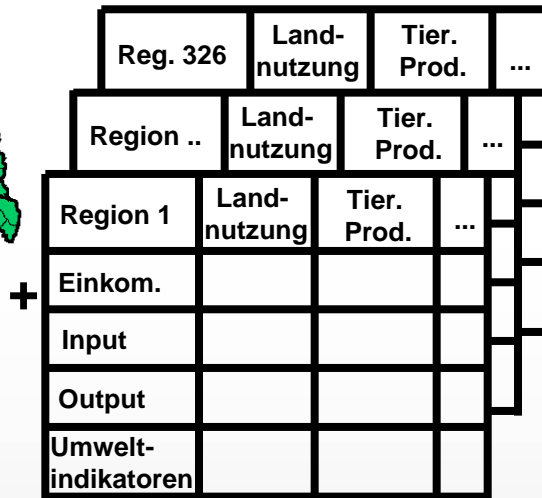 Reg. 326 Land- Tier. ...
nutzung Prod.
Region .. Land- Tier. ...
nutzung Prod.
Region 1 Land- Tier. ...
nutzung Prod.
+
Einkom.
Input
Output
Umwelt-
indikatoren